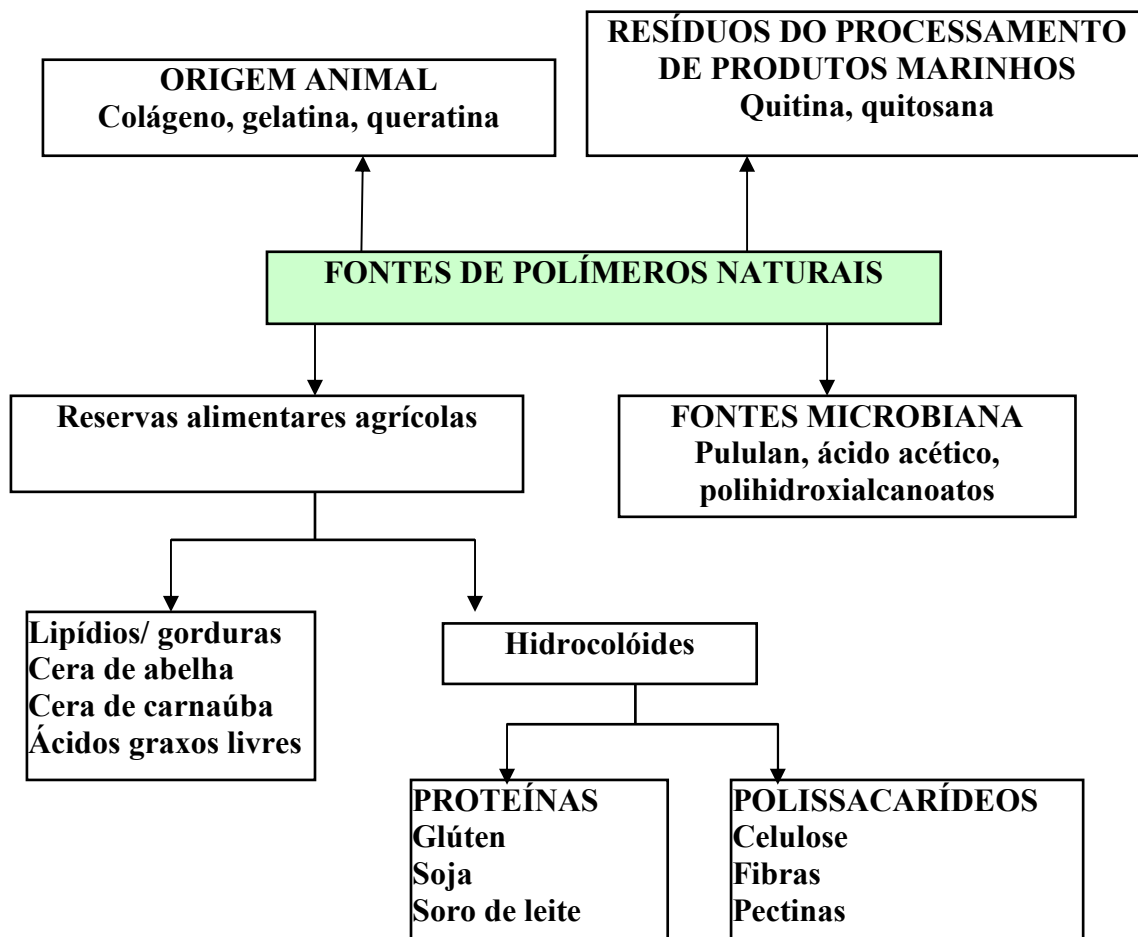 RESÍDUOS DO PROCESSAMENTO
DE PRODUTOS MARINHOS
Quitina, quitosana
ORIGEM ANIMAL
Colágeno, gelatina, queratina
FONTES DE POLÍMEROS NATURAIS
Reservas alimentares agrícolas
FONTES MICROBIANA
Pululan, ácido acético,
polihidroxialcanoatos
Lipídios/ gorduras
Cera de abelha
Cera de carnaúba
Ácidos graxos livres
Hidrocolóides
PROTEÍNAS
Glúten
Soja
Soro de leite
POLISSACARÍDEOS
Celulose
Fibras
Pectinas